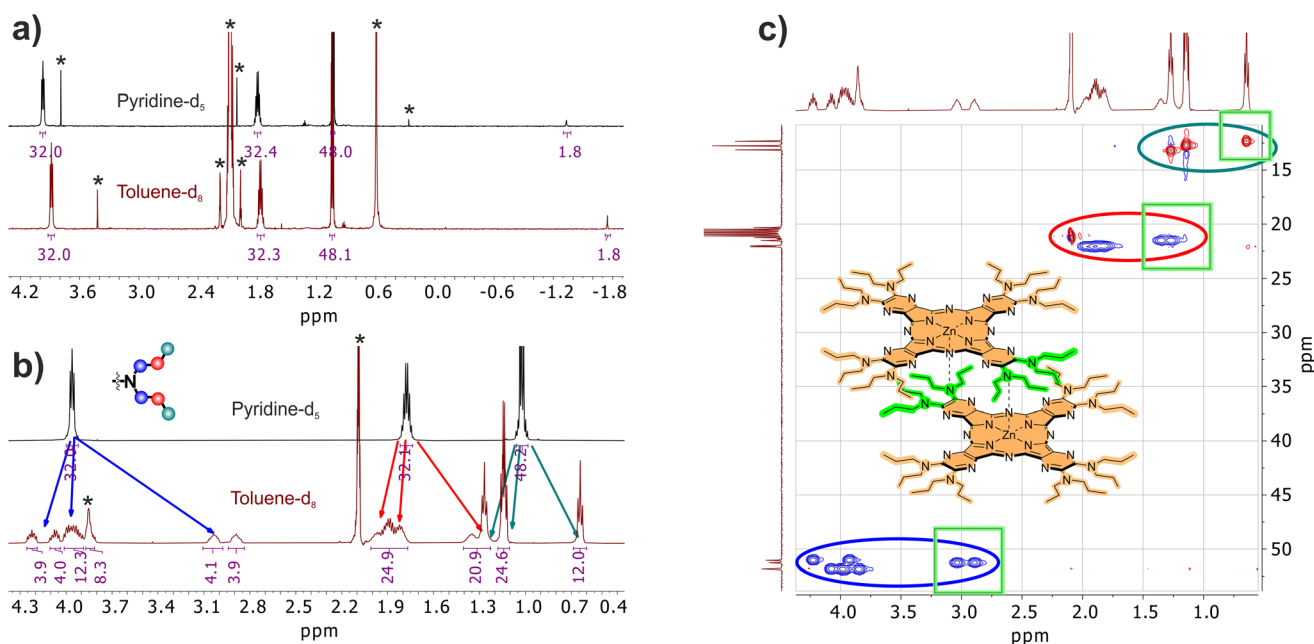 a)
Pyridine-d5
* * * *
32.0 32.4 48.0 1.8
Toluene-d8
* * * * *
32.0 32.3 48.1 1.8
4.2 3.6 3.0 2.4 1.8 1.2 0.6 0.0 -0.6 -1.2 -1.8
ppm
b)
N
*
Pyridine-d5
32.0 32.1 48.2
Toluene-d8
*
3.9 4.0 12.3 8.3 4.1 3.9 24.9 20.9 24.6 12.0
4.3 4.0 3.7 3.4 3.1 2.8 2.5 2.2 1.9 1.6 1.3 1.0 0.7 0.4
ppm
c)
15
20
25
30
35
40
45
50
ppm
Zn
Zn
4.0 3.5 3.0 2.5 2.0 1.5 1.0
ppm